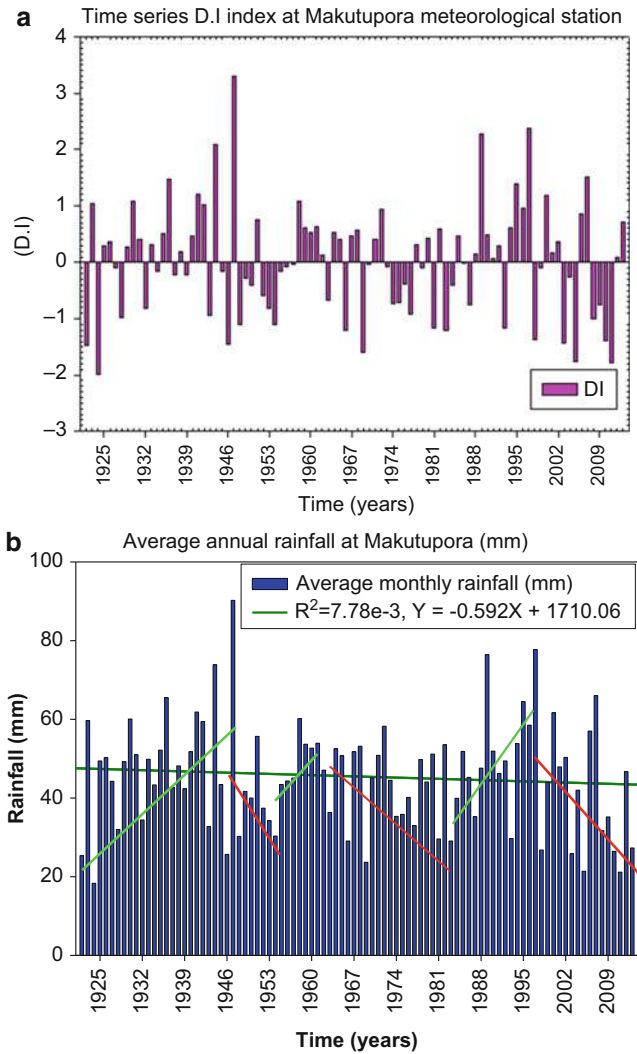 a Time series D.I index at Makutupora meteorological station
4
3
2
1
0
–1
–2
–3
(D.I)
DI
1925 1932 1939 1946 1953 1960 1967 1974 1981 1988 1995 2002 2009
Time (years)
b Average annual rainfall at Makutupora (mm)
100
80
60
40
20
0
Rainfall (mm)
Average monthly rainfall (mm)
R²=7.78e-3, Y = -0.592X + 1710.06
1925 1932 1939 1946 1953 1960 1967 1974 1981 1988 1995 2002 2009
Time (years)